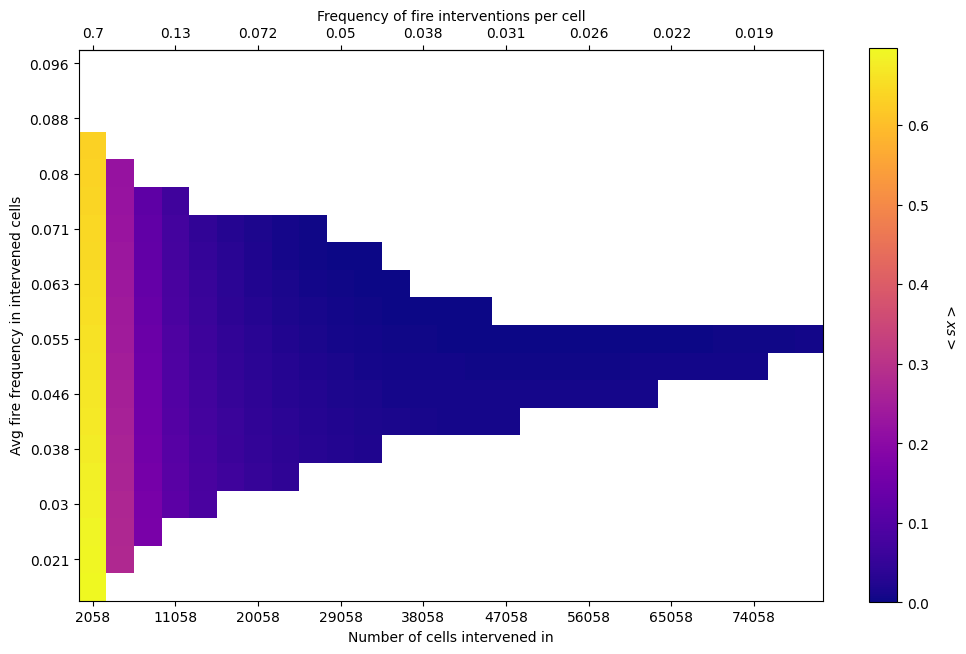 Frequency of fire interventions per cell
0.7 0.13 0.072 0.05 0.038 0.031 0.026 0.022 0.019
Avg fire frequency in intervened cells
0.096
0.088
0.08
0.071
0.063
0.055
0.046
0.038
0.03
0.021
2058 11058 20058 29058 38058 47058 56058 65058 74058
Number of cells intervened in
0.6
0.5
0.4
0.3
0.2
0.1
0.0
< sx >